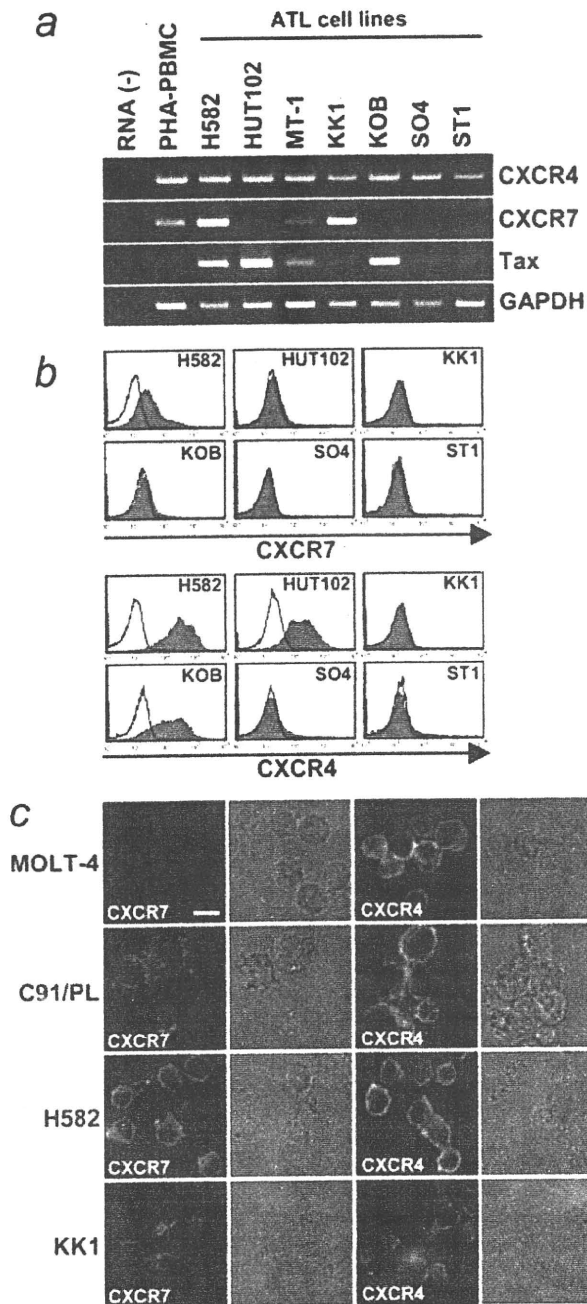 a
ATL cell lines
RNA (-)
PHA-PBMC
H582
HUT102
MT-1
KK1
KOB
SO4
ST1
CXCR4
CXCR7
Tax
GAPDH
b
H582
HUT102
KK1
KOB
SO4
ST1
CXCR7
H582
HUT102
KK1
KOB
SO4
ST1
CXCR4
c
MOLT-4
CXCR7
CXCR4
C91/PL
CXCR7
CXCR4
H582
CXCR7
CXCR4
KK1
CXCR7
CXCR4